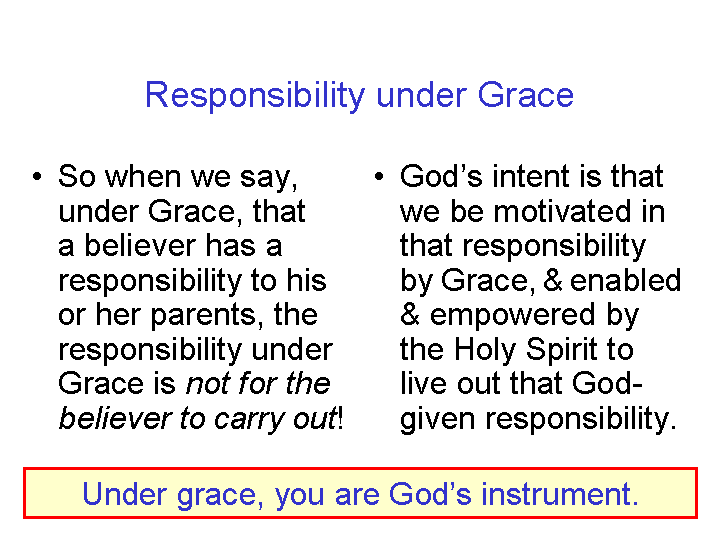 Responsibility under Grace
• So when we say,
under Grace, that
a believer has a
responsibility to his
or her parents, the
responsibility under
Grace is not for the
believer to carry out!
• God’s intent is that
we be motivated in
that responsibility
by Grace, & enabled
& empowered by
the Holy Spirit to
live out that God-
given responsibility.
Under grace, you are God’s instrument.